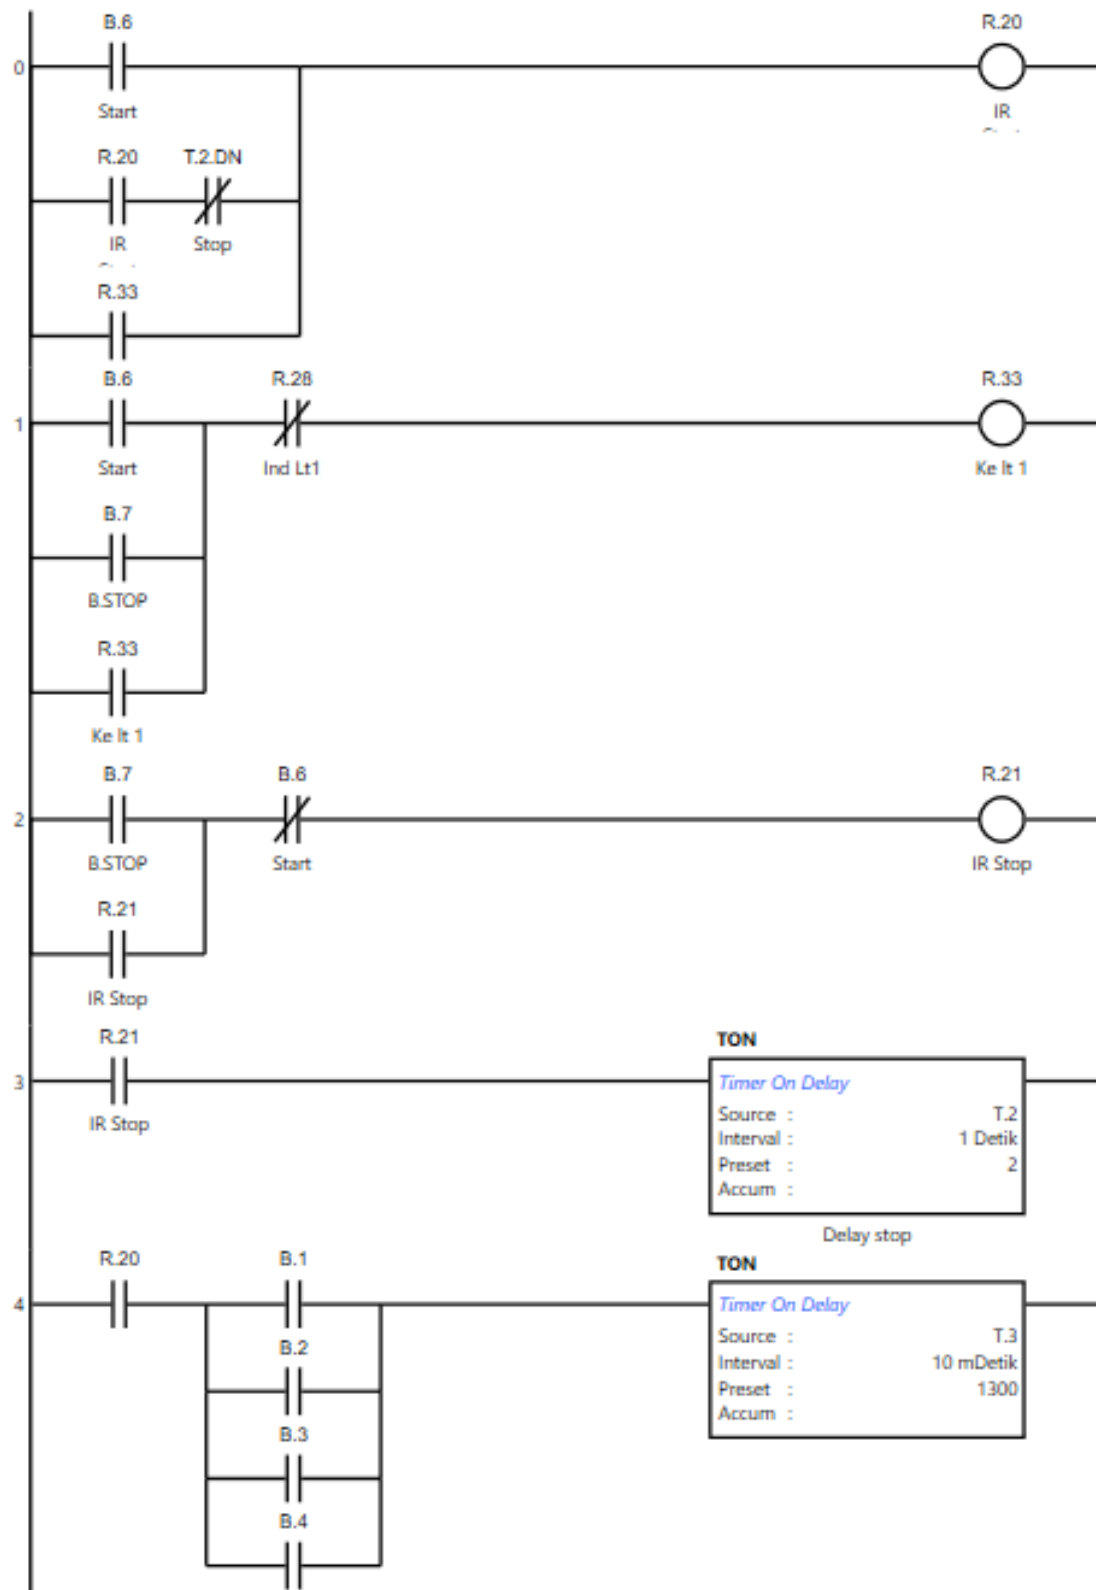 B.6 R.20
0
Start IR
R.20 T.2.DN
IR Stop
R.33
B.6 R.28 R.33
1
Start Ind Lt1 Ke lt 1
B.7
B.STOP
R.33
Ke lt 1
B.7 B.6 R.21
2
B.STOP Start IR Stop
R.21
IR Stop
R.21 TON
3
Timer On Delay
IR Stop Source : T.2
Interval : 1 Detik
Preset : 2
Accum :
Delay stop
R.20 B.1 TON
4
Timer On Delay
B.2 Source : T.3
Interval : 10 mDetik
Preset : 1300
Accum :
B.3
B.4